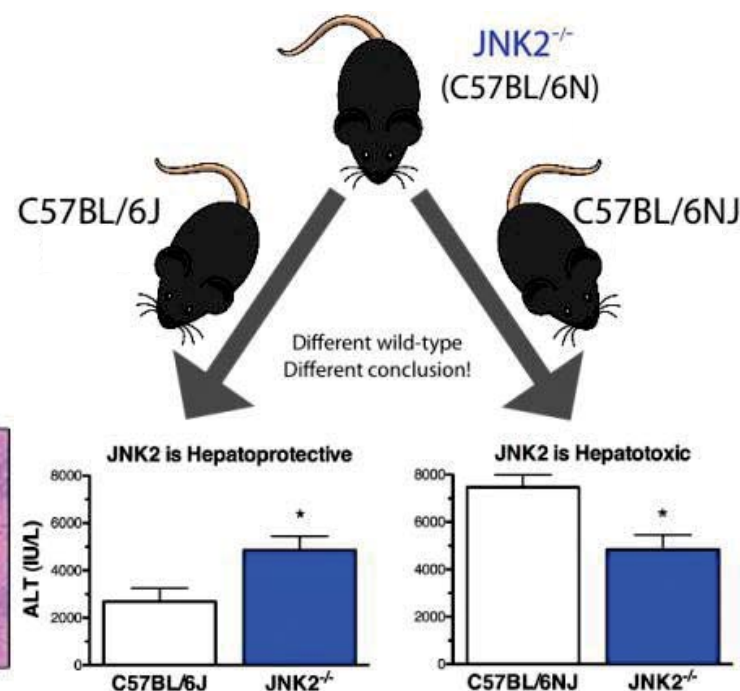 JNK2-/-
(C57BL/6N)
C57BL/6J
C57BL/6NJ
Different wild-type
Different conclusion!
JNK2 is Hepatoprotective
ALT (IU/L)
8000
6000
4000
2000
0
C57BL/6J
*
JNK2-/-
JNK2 is Hepatotoxic
8000
6000
4000
2000
0
C57BL/6NJ
*
JNK2-/-